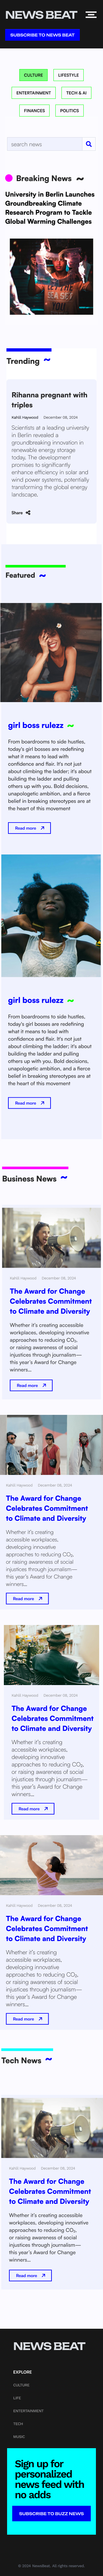 NEWS BEAT
SUBSCRIBE TO NEWS BEAT
CULTURE
LIFESTYLE
ENTERTAINMENT
TECH & AI
FINANCES
POLITICS
search news
Breaking News
University in Berlin Launches
Groundbreaking Climate
Research Program to Tackle
Global Warming Challenges
Trending
Rihanna pregnant with
triples
Kahlil Haywood December 08, 2024
Scientists at a leading university
in Berlin revealed a
groundbreaking innovation in
renewable energy storage
today. The development
promises to significantly
enhance the efficiency in solar
and wind power systems,
potentially transforming the
global energy landscape.
Share
Featured
girl boss rulezz
From boardrooms to side hustles,
today's girl bosses are redefining
what it means to lead with
confidence and flair, it's not just
about climbing the ladder; it's about
building the ladder and pulling
others up with you. Bold,
unapologetic ambition, and a fierce
belief in breaking stereotypes are at
the heart of this movement
Read more
girl boss rulezz
From boardrooms to side hustles,
today's girl bosses are redefining
what it means to lead with
confidence and flair, it's not just
about climbing the ladder; it's about
building the ladder and pulling
others up with you. Bold,
unapologetic ambition, and a fierce
belief in breaking stereotypes are at
the heart of this movement
Read more
Business News
Kahlil Haywood December 08, 2024
The Award for Change
Celebrates Commitment
to Climate and Diversity
Whether it's creating accessible
workplaces, developing innovative
approaches to reducing CO₂,
or raising awareness of social
injustices through journalism—
this year's Award for Change
winners...
Read more
Kahlil Haywood December 08, 2024
The Award for Change
Celebrates Commitment
to Climate and Diversity
Whether it's creating
accessible workplaces,
developing innovative
approaches to reducing CO₂,
or raising awareness of social
injustices through journalism—
this year's Award for Change
winners...
Read more
Kahlil Haywood December 08, 2024
The Award for Change
Celebrates Commitment
to Climate and Diversity
Whether it's creating
accessible workplaces,
developing innovative
approaches to reducing CO₂,
or raising awareness of social
injustices through journalism—
this year's Award for Change
winners...
Read more
Kahlil Haywood December 08, 2024
The Award for Change
Celebrates Commitment
to Climate and Diversity
Whether it's creating
accessible workplaces,
developing innovative
approaches to reducing CO₂,
or raising awareness of social
injustices through journalism—
this year's Award for Change
winners...
Read more
Tech News
Kahlil Haywood December 08, 2024
The Award for Change
Celebrates Commitment
to Climate and Diversity
Whether it's creating accessible
workplaces, developing innovative
approaches to reducing CO₂,
or raising awareness of social
injustices through journalism—
this year's Award for Change
winners...
Read more
NEWS BEAT
EXPLORE
CULTURE
LIFE
ENTERTAINMENT
TECH
MUSIC
Sign up for
personalized
news feed with
no adds
SUBSCRIBE TO BUZZ NEWS
© 2024 NewsBeat. All rights reserved.